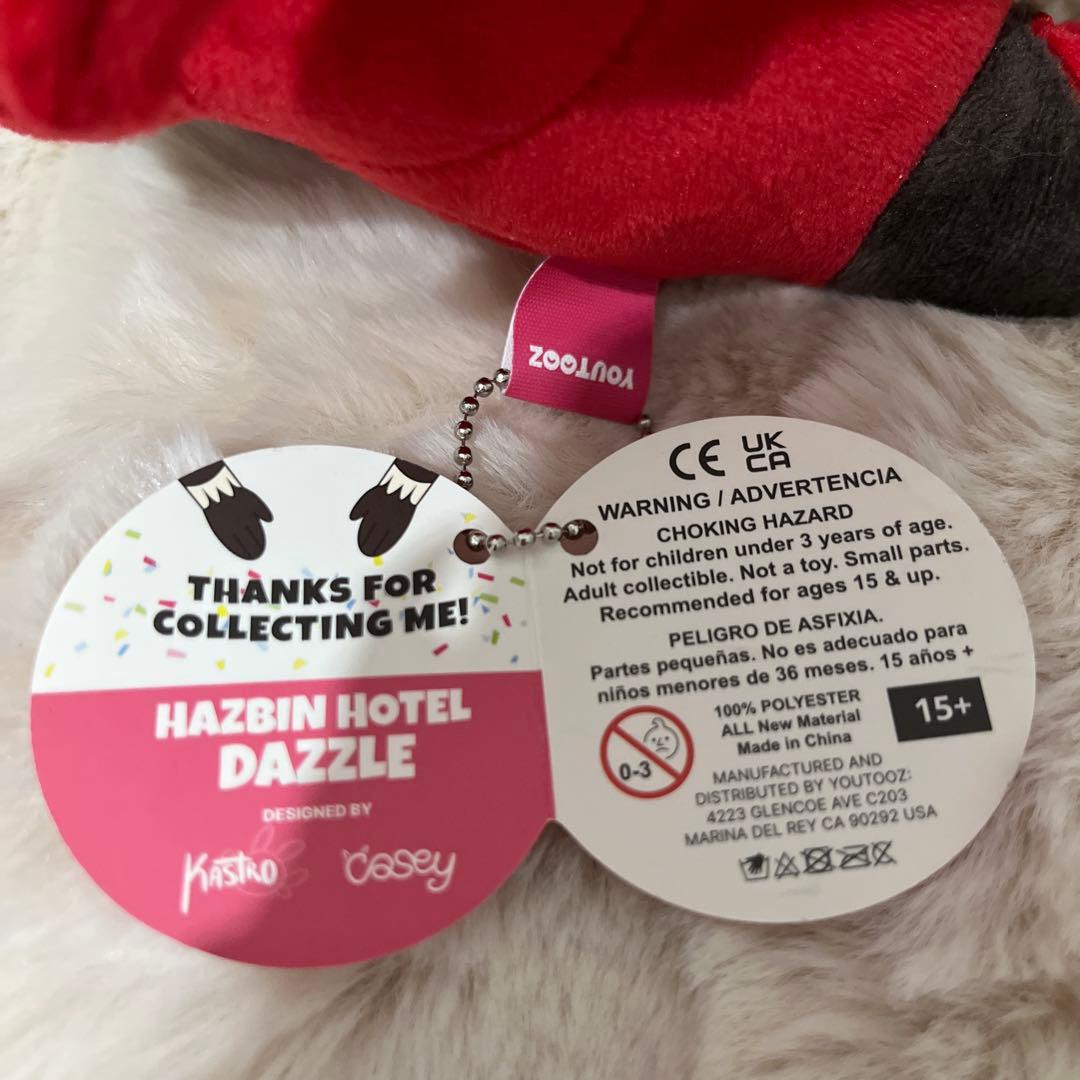 YOUTOOZ
THANKS FOR
COLLECTING ME!
HAZBIN HOTEL
DAZZLE
DESIGNED BY
KASTRO Casey
CE UK
CA
WARNING / ADVERTENCIA
CHOKING HAZARD
Not for children under 3 years of age.
Adult collectible. Not a toy. Small parts.
Recommended for ages 15 & up.
PELIGRO DE ASFIXIA.
Partes pequeñas. No es adecuado para
niños menores de 36 meses. 15 años +
0-3
100% POLYESTER
ALL New Material
Made in China
15+
MANUFACTURED AND
DISTRIBUTED BY YOUTOOZ:
4223 GLENCOE AVE C203
MARINA DEL REY CA 90292 USA